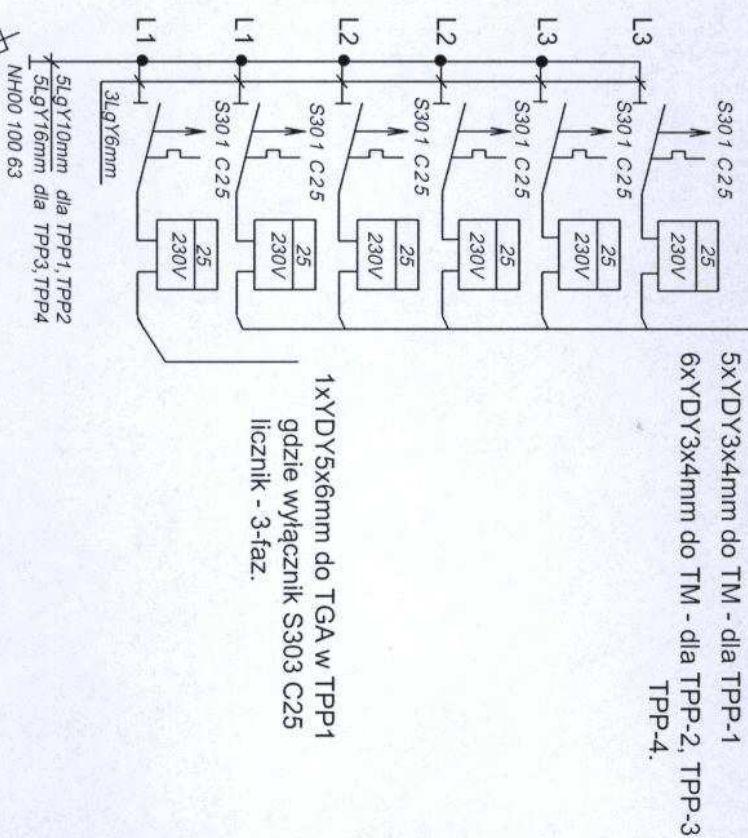 L1
L1
L2
L2
L3
L3
S301 C25
S301 C25
S301 C25
S301 C25
S301 C25
S301 C25
25
230V
25
230V
25
230V
25
230V
25
230V
25
230V
3LgY6mm
5LgY10mm dla TPP1,TPP2
5LgY16mm dla TPP3,TPP4
NH00 100 63
5xYDY3x4mm do TM - dla TPP-1
6xYDY3x4mm do TM - dla TPP-2, TPP-3
TPP-4.
1xYDY5x6mm do TGA w TPP1
gdzie wyłącznik S303 C25
licznik - 3-faz.